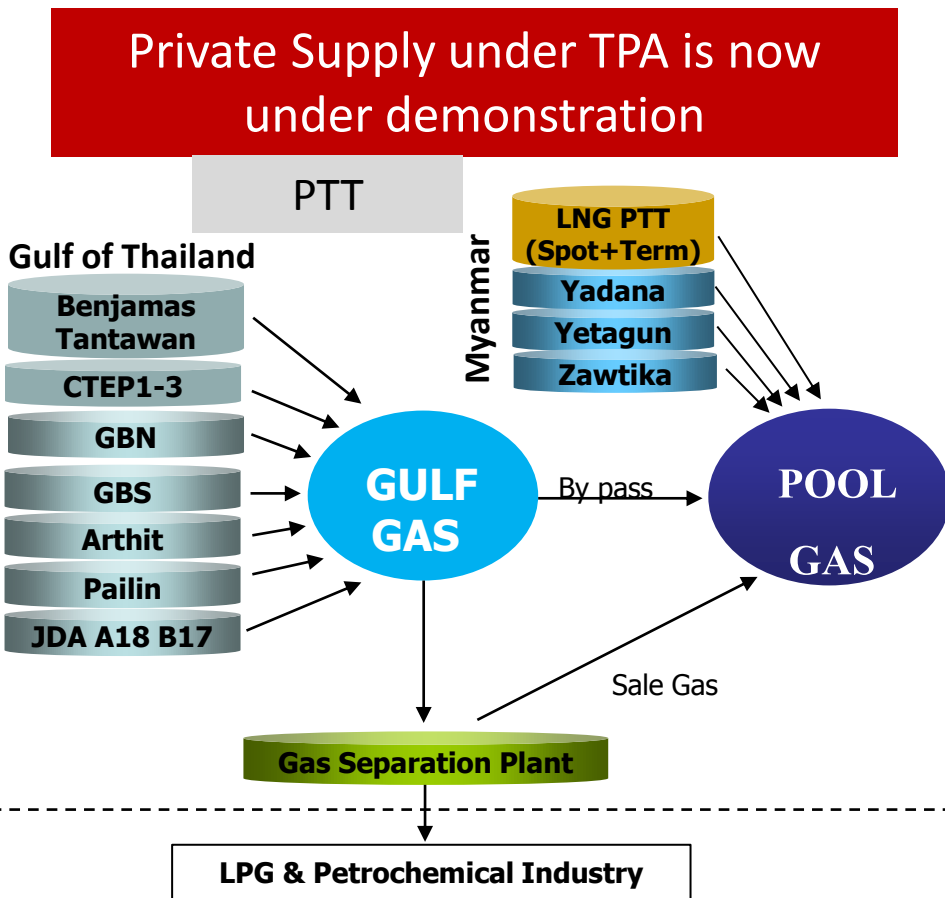 Private Supply under TPA is now
under demonstration
PTT
Gulf of Thailand
Benjamas
Tantawan
CTEP1-3
GBN
GBS
Arthit
Pailin
JDA A18 B17
Myanmar
LNG PTT
(Spot+Term)
Yadana
Yetagun
Zawtika
GULF
GAS
By pass
POOL
GAS
Sale Gas
Gas Separation Plant
LPG & Petrochemical Industry